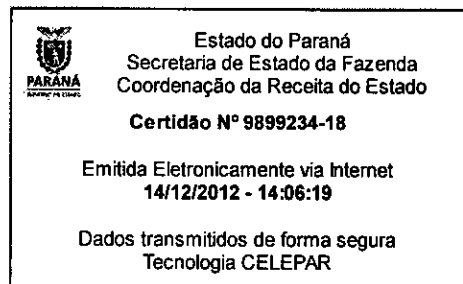 Estado do Paraná
Secretaria de Estado da Fazenda
Coordenação da Receita do Estado
PARANÁ
Certidão Nº 9899234-18
Emitida Eletronicamente via Internet
14/12/2012 - 14:06:19
Dados transmitidos de forma segura
Tecnologia CELEPAR